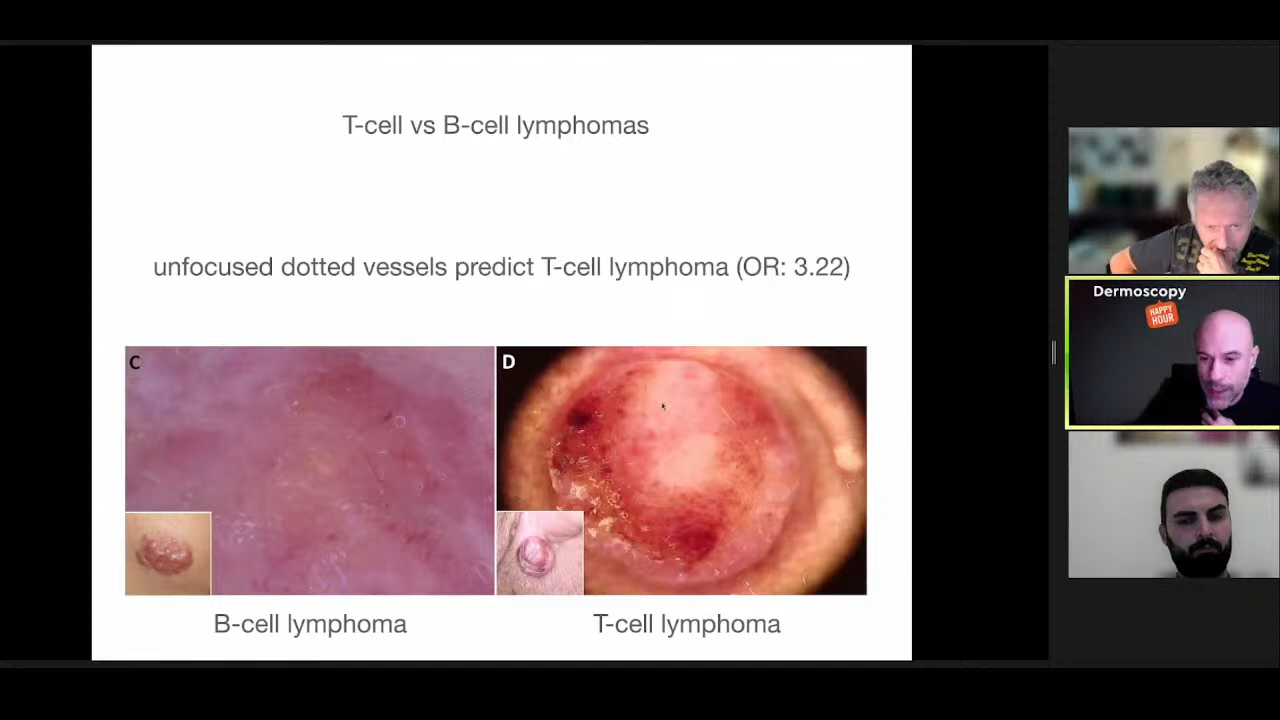 T-cell vs B-cell lymphomas
unfocused dotted vessels predict T-cell lymphoma (OR: 3.22)
C
D
B-cell lymphoma
T-cell lymphoma
Dermoscopy
HAPPY
HOUR